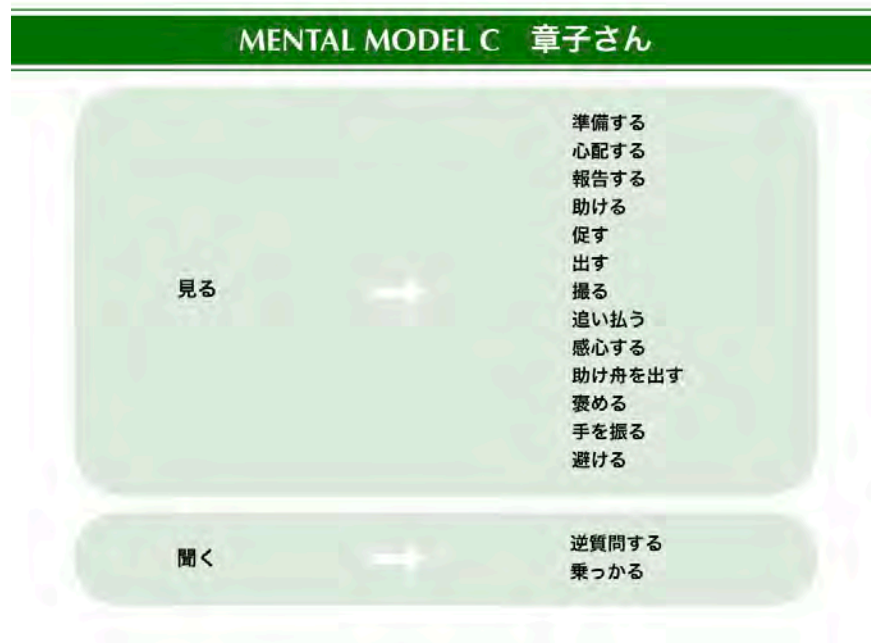 MENTAL MODEL C 章子さん
見る
準備する
心配する
報告する
助ける
促す
出す
撮る
追い払う
感心する
助け舟を出す
褒める
手を振る
避ける
聞く
逆質問する
乗っかる